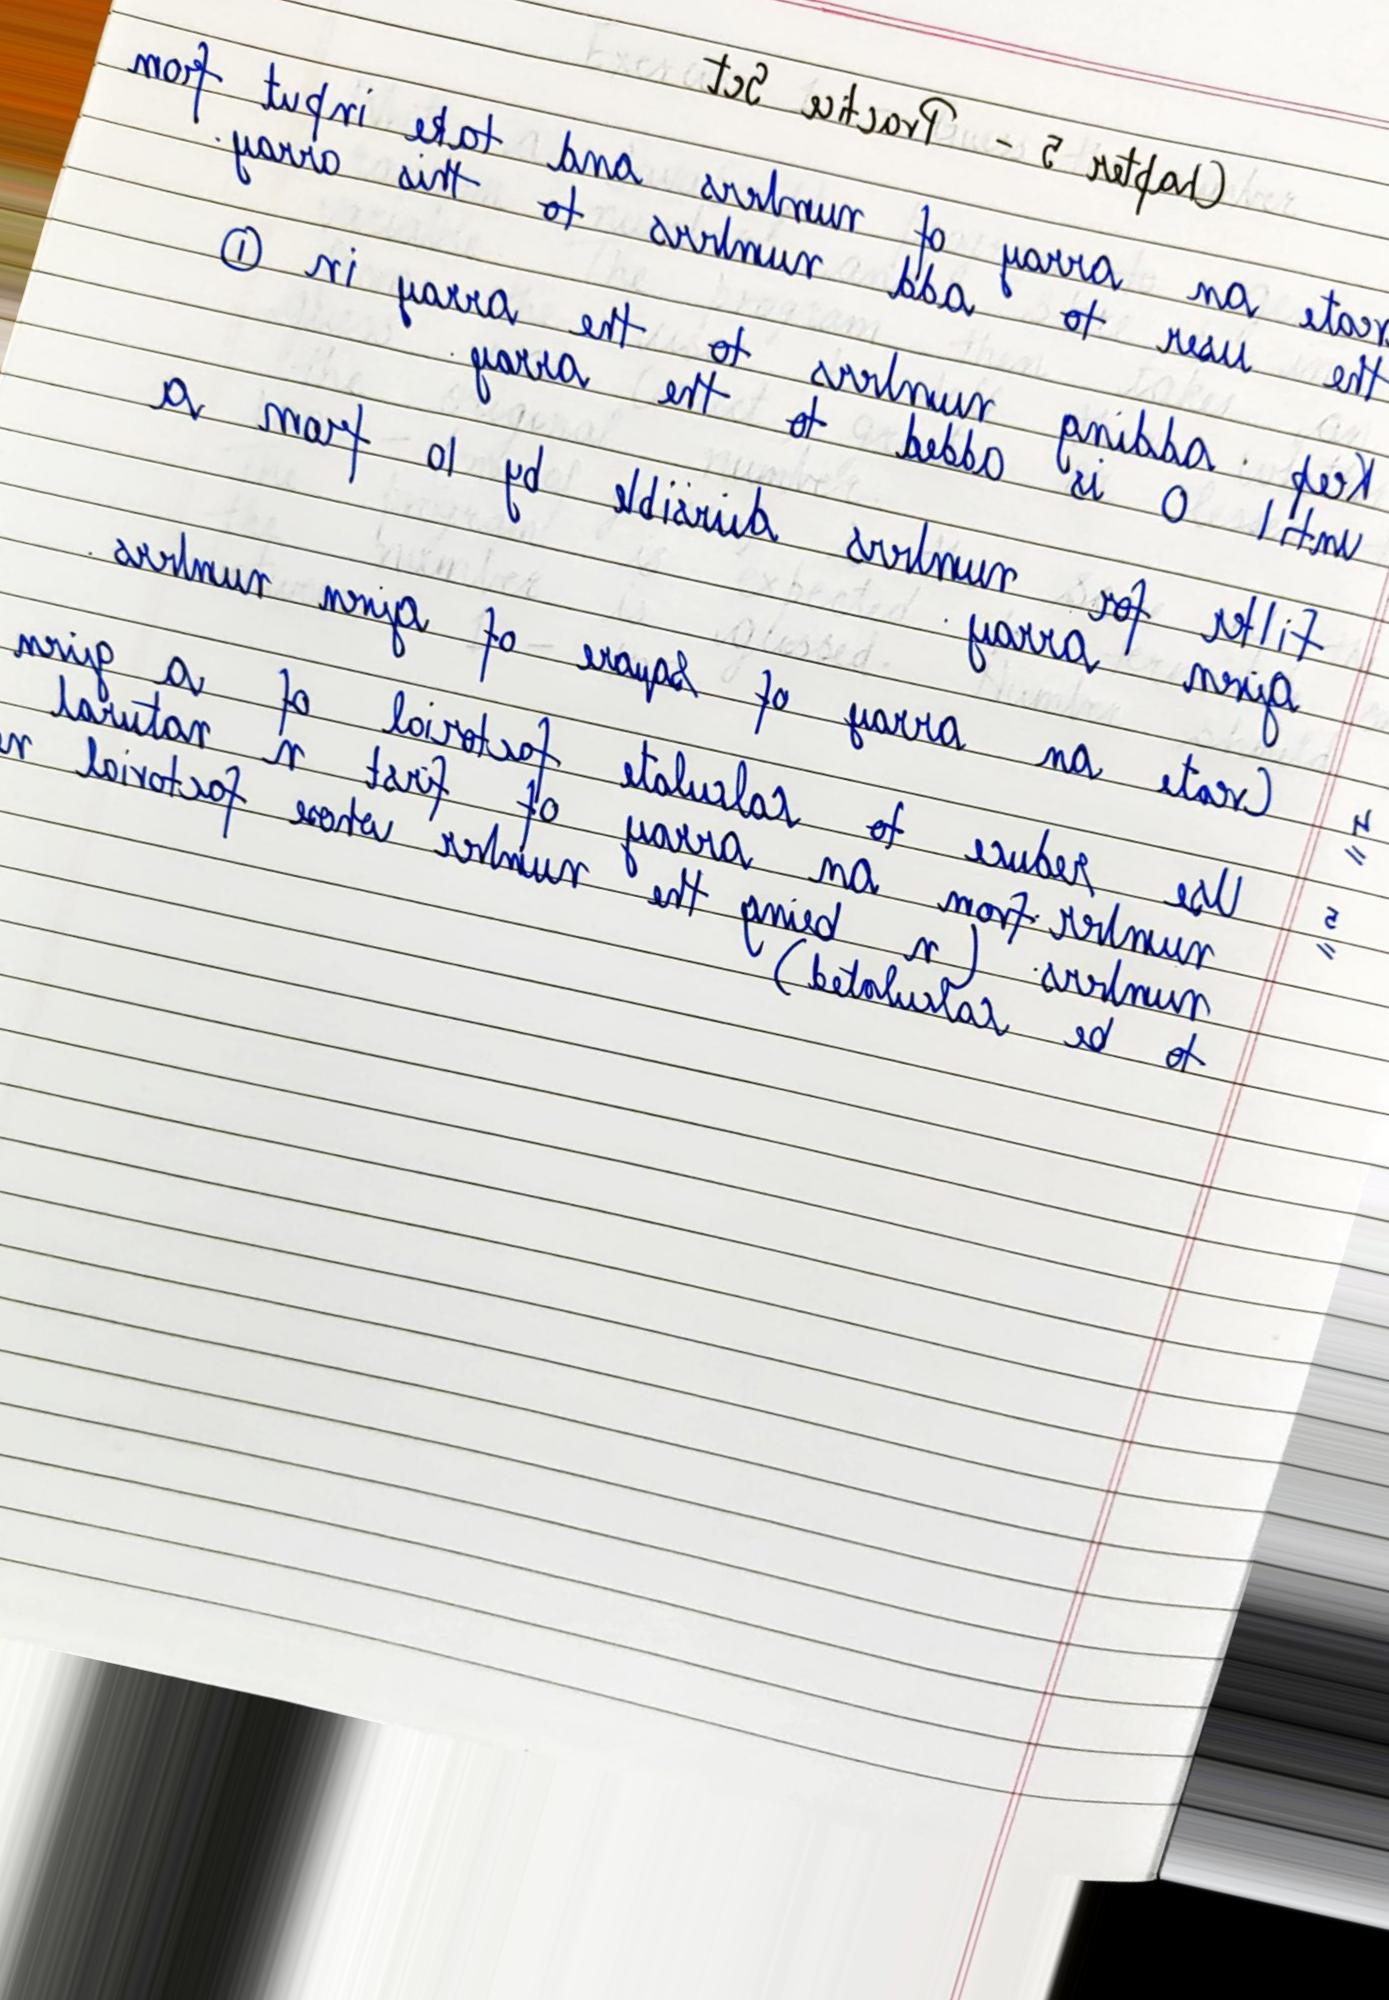 Chapter 5 - Practice Set
reate an array of numbers and take input from
the user to add numbers to this array.
Keep adding numbers to the array in ①
until 0 is added to the array.
Filter for numbers divisible by 10 from a
given array.
Create an array of square of given numbers.
4
Use reduce to calculate factorial of a given
5
number from an array of first n natural
numbers. (n being the number whose factorial n
to be calculated)